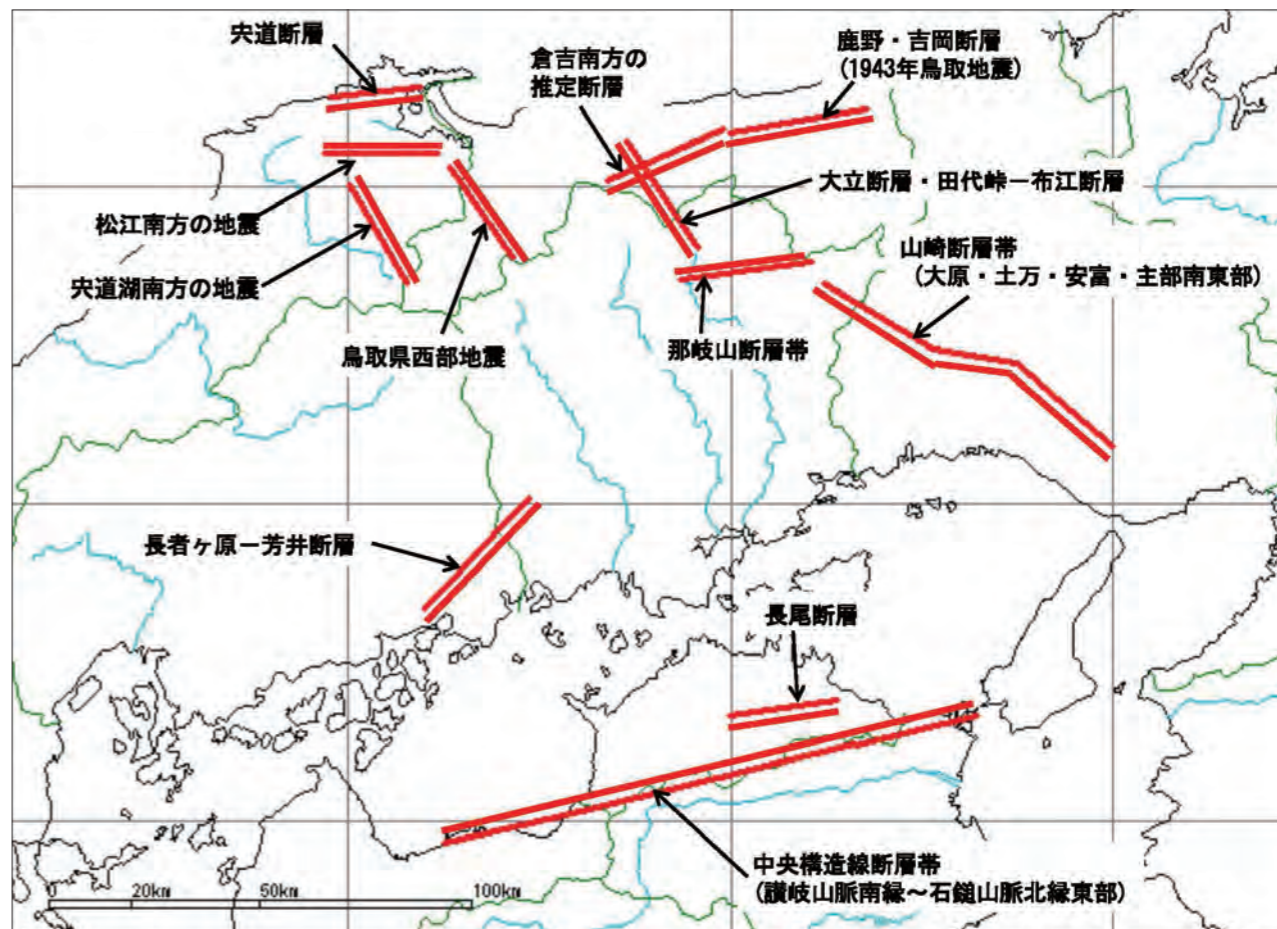 宍道断層
倉吉南方の
推定断層
鹿野・吉岡断層
(1943年鳥取地震)
大立断層・田代峠－布江断層
松江南方の地震
山崎断層帯
(大原・土万・安富・主部南東部)
宍道湖南方の地震
鳥取県西部地震
那岐山断層帯
長者ヶ原－芳井断層
長尾断層
中央構造線断層帯
(讃岐山脈南縁～石鎚山脈北縁東部)
20km
50km
100km